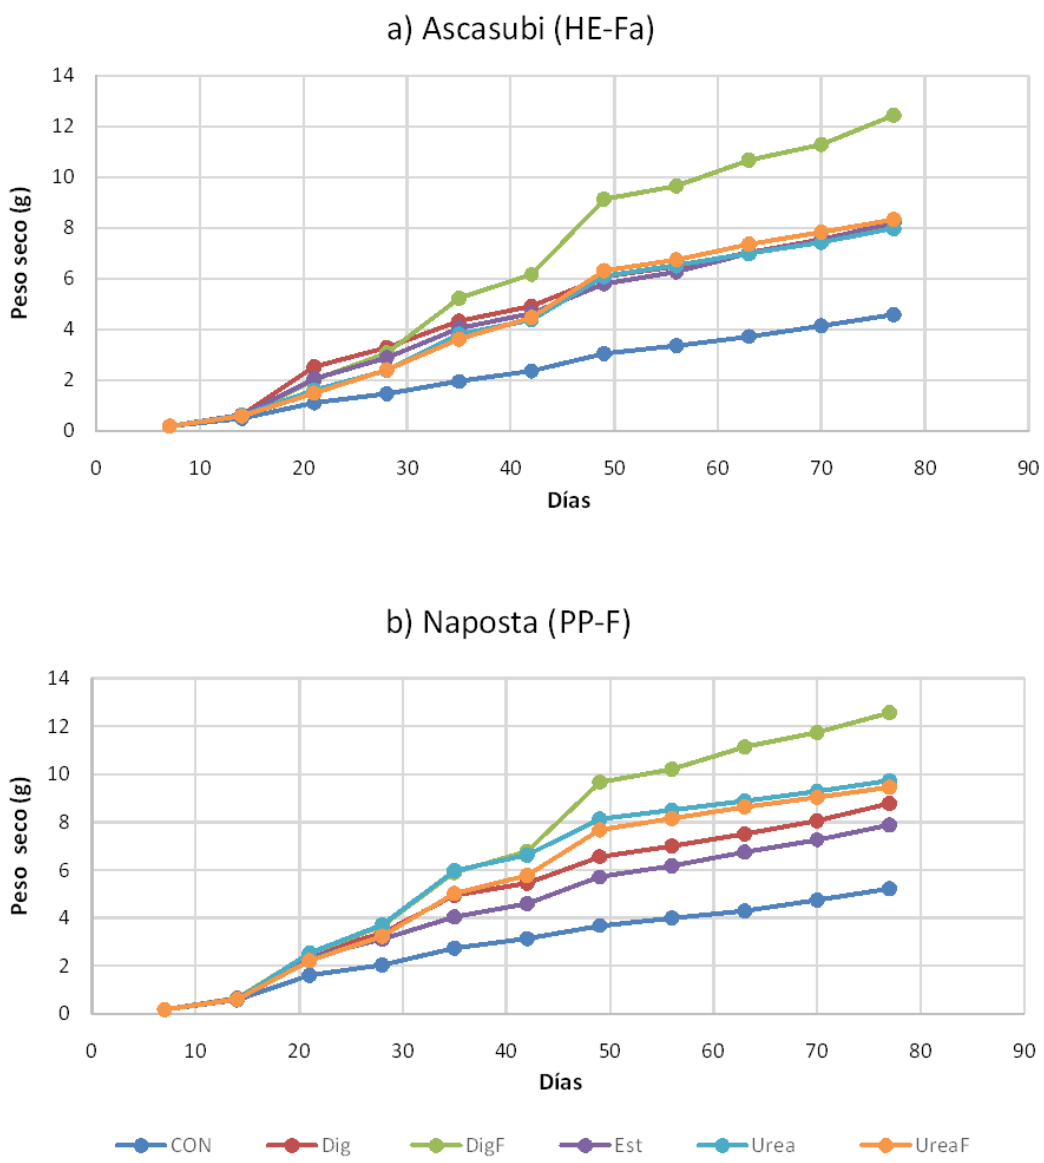 a) Ascasubi (HE-Fa)
14
12
10
8
6
4
2
0
Peso seco (g)
0 10 20 30 40 50 60 70 80 90
Días
b) Naposta (PP-F)
14
12
10
8
6
4
2
0
Peso seco (g)
0 10 20 30 40 50 60 70 80 90
Días
CON Dig DigF Est Urea UreaF